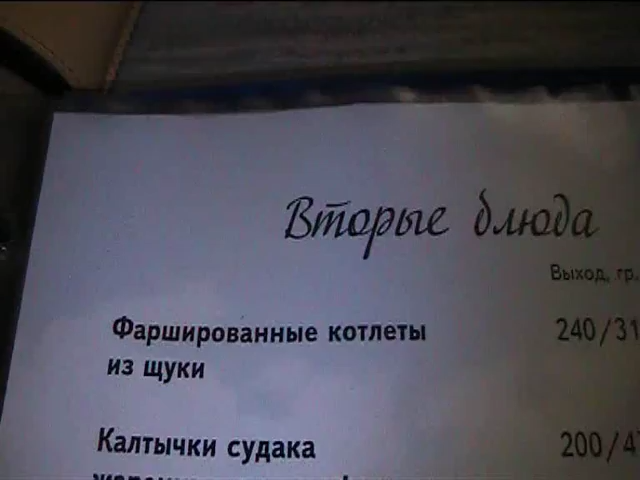 Вторые блюда
Выход, гр.
Фаршированные котлеты 240/31
из щуки
Калтычки судака 200/4